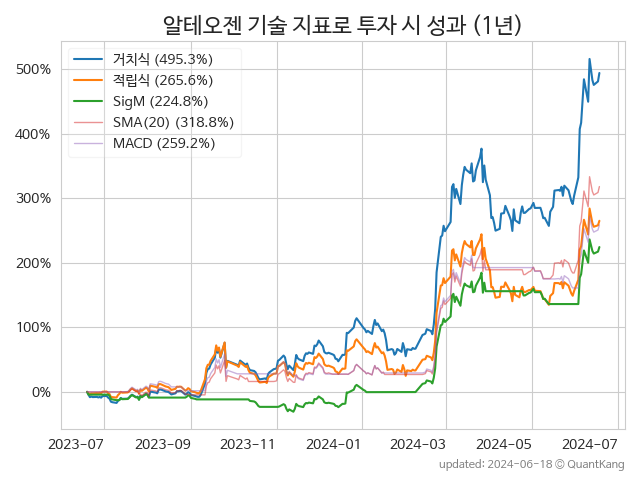 알테오젠 기술 지표로 투자 시 성과 (1년)
거치식 (495.3%)
적립식 (265.6%)
SigM (224.8%)
SMA(20) (318.8%)
MACD (259.2%)
500%
400%
300%
200%
100%
0%
2023-07 2023-09 2023-11 2024-01 2024-03 2024-05 2024-07
updated: 2024-06-18 @ QuantKang